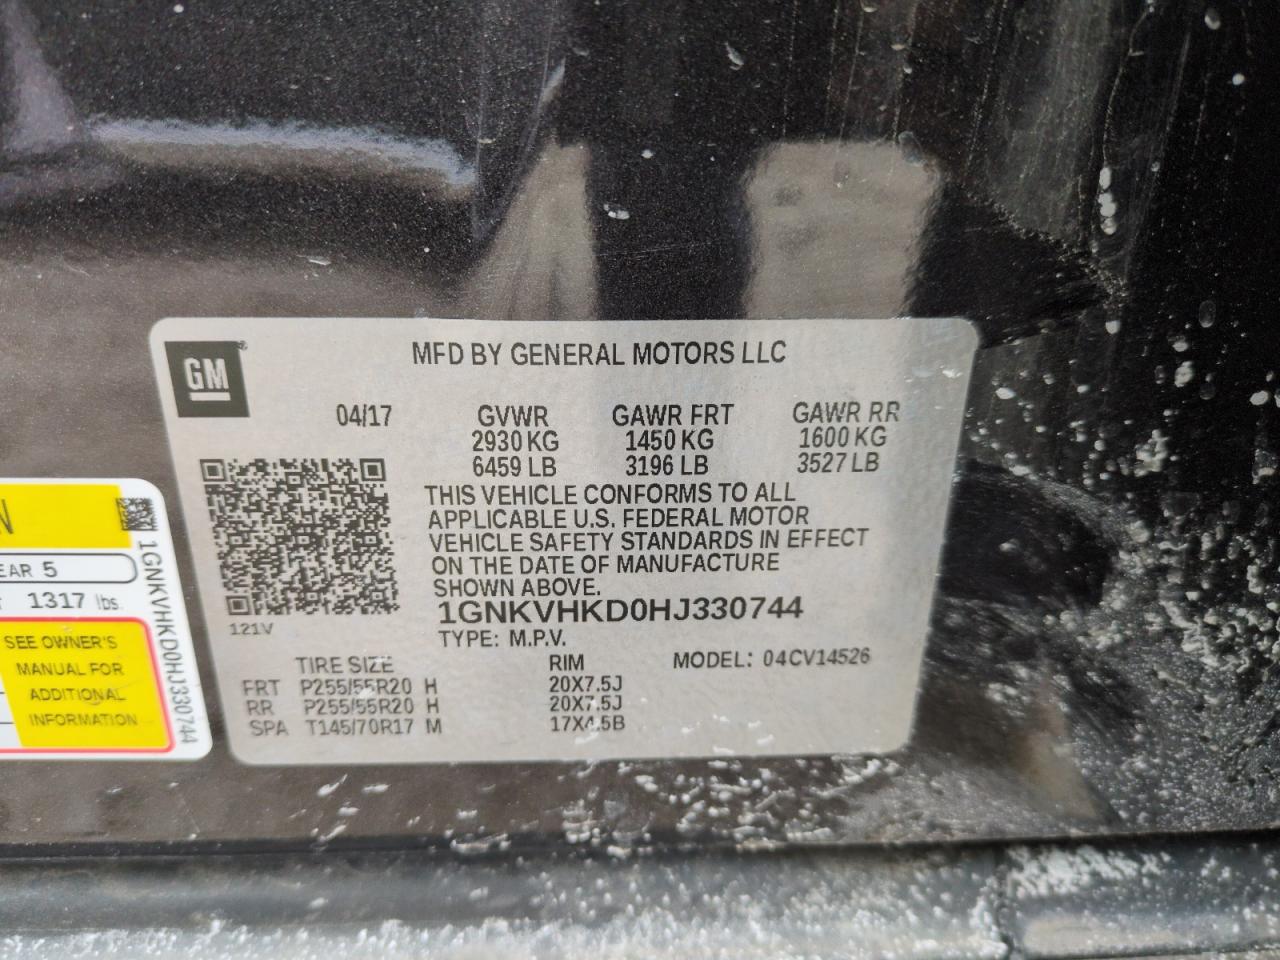 GM
MFD BY GENERAL MOTORS LLC
04/17 GVWR GAWR FRT GAWR RR
2930 KG 1450 KG 1600 KG
6459 LB 3196 LB 3527 LB
THIS VEHICLE CONFORMS TO ALL
APPLICABLE U.S. FEDERAL MOTOR
VEHICLE SAFETY STANDARDS IN EFFECT
ON THE DATE OF MANUFACTURE
SHOWN ABOVE.
1GNKVHKD0HJ330744
121V
TYPE: M.P.V.
TIRE SIZE RIM MODEL: 04CV14526
FRT P255/55R20 H 20X7.5J
RR P255/55R20 H 20X7.5J
SPA T145/70R17 M 17X4.5B
N
EAR 5
1317 lbs.
SEE OWNER'S
MANUAL FOR
ADDITIONAL
INFORMATION
1GNKVHKD0HJ330744